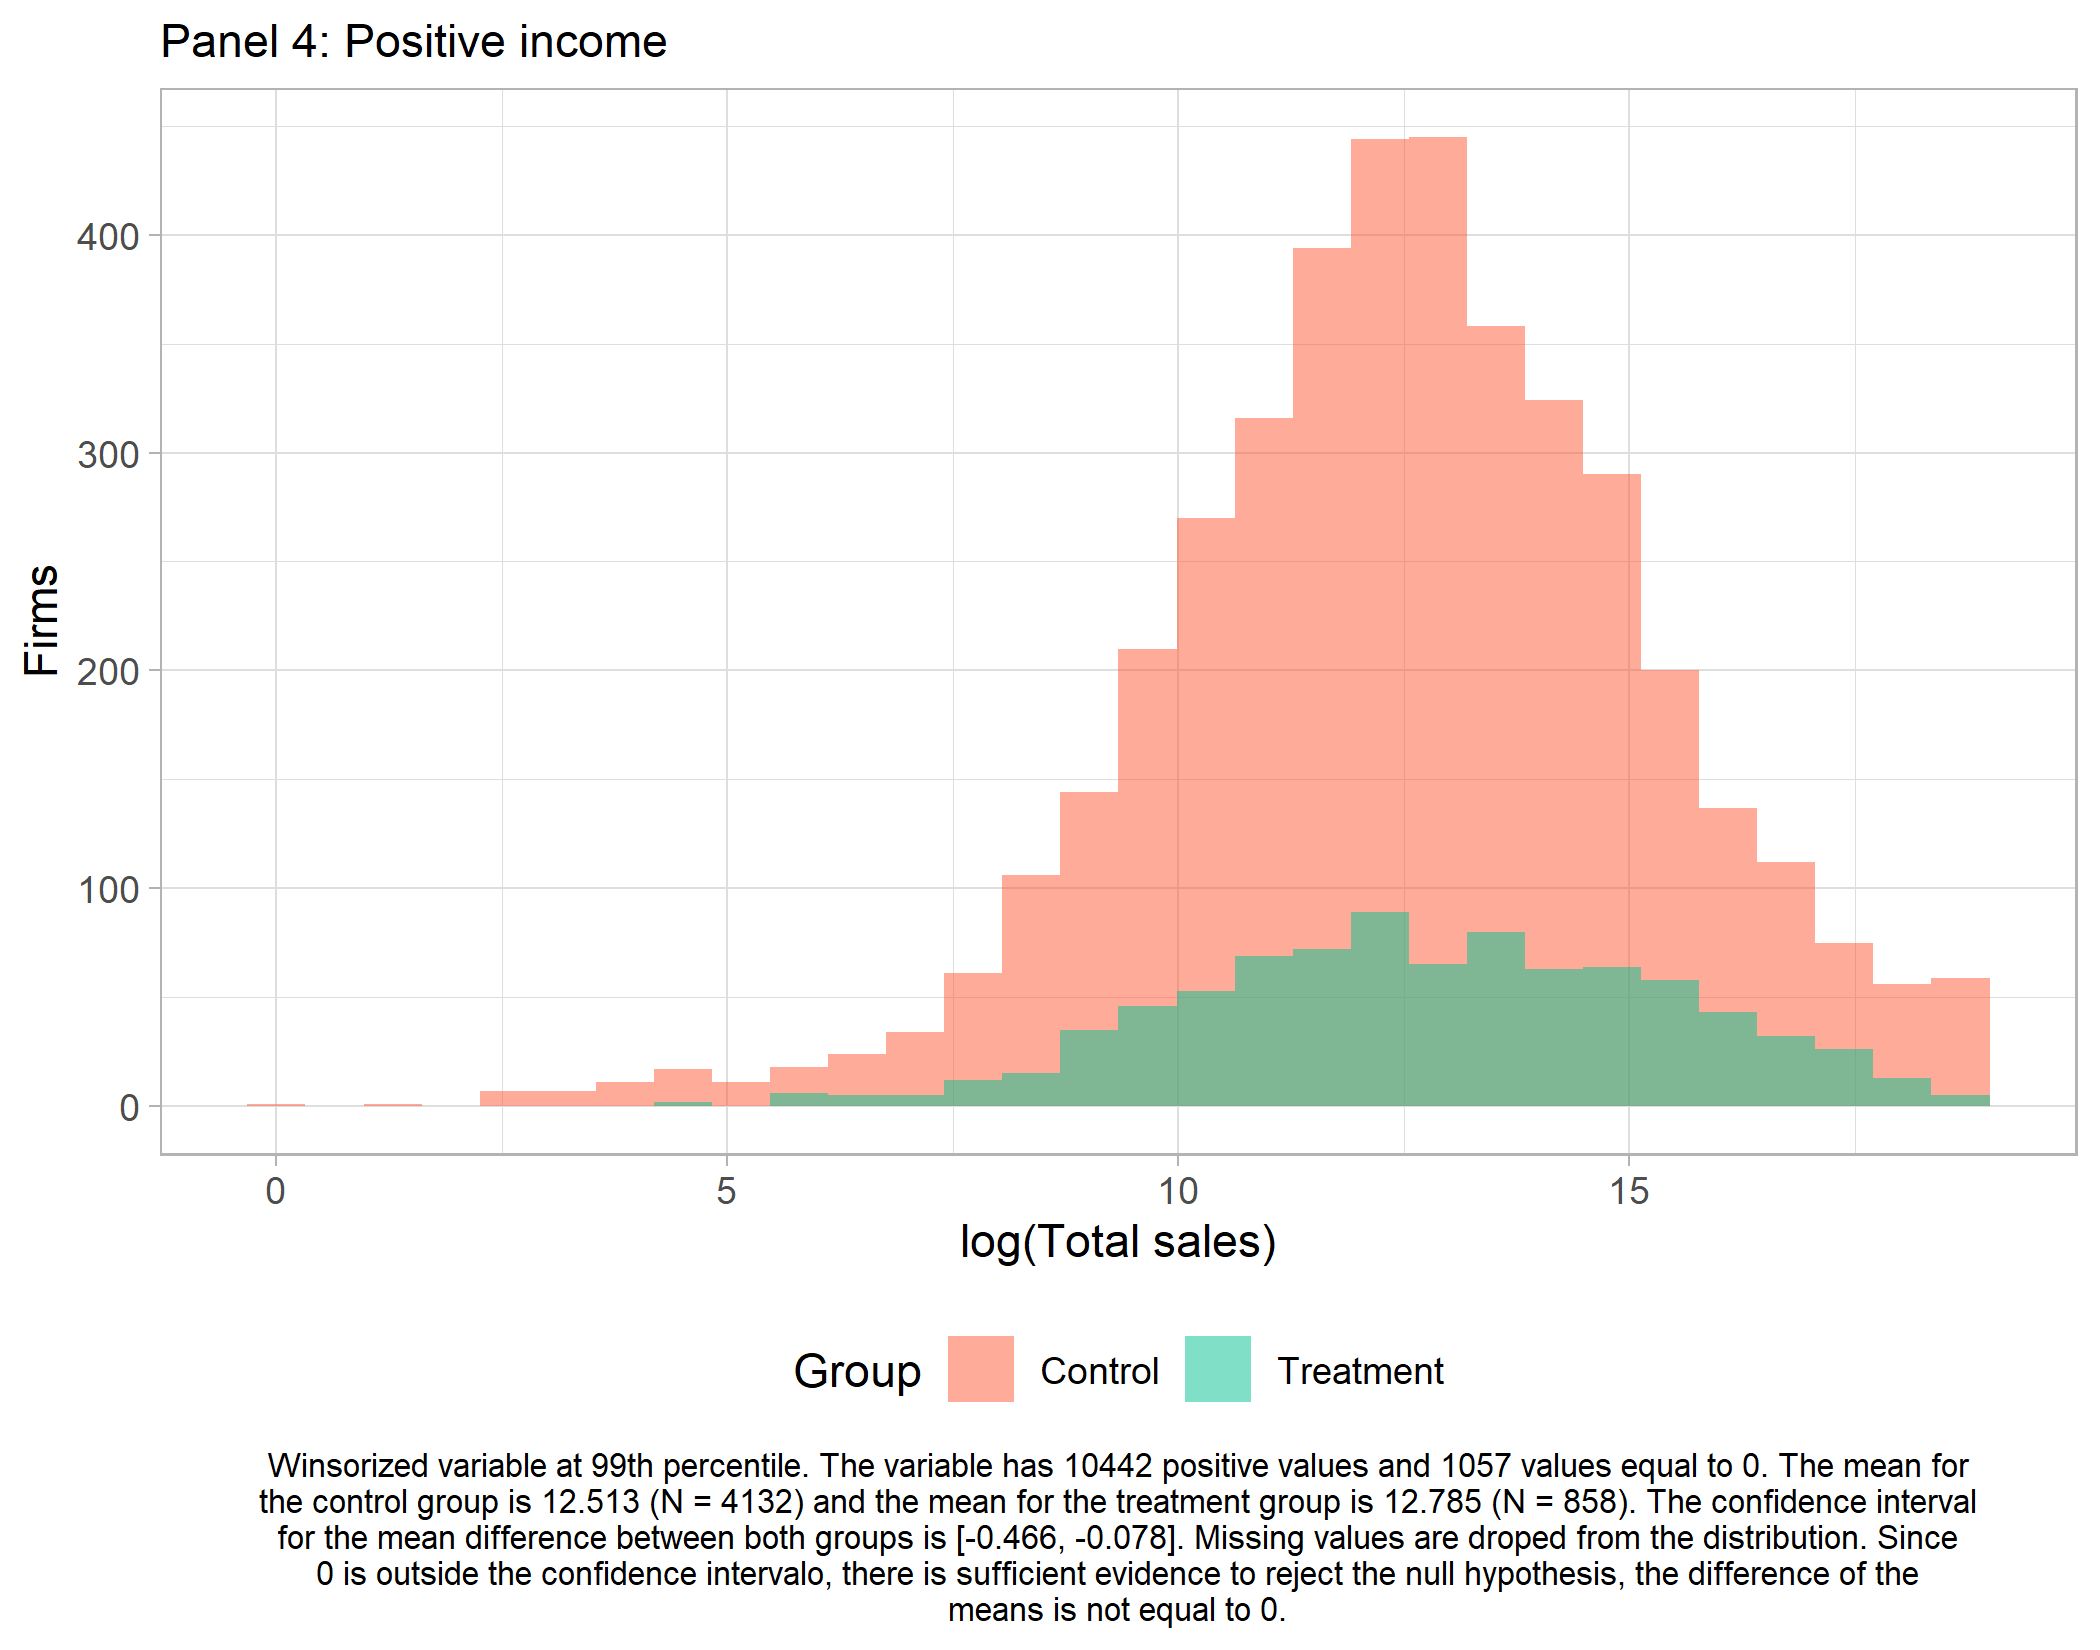 Panel 4: Positive income
400
300
200
100
0
Firms
0 5 10 15
log(Total sales)
Group Control Treatment
Winsorized variable at 99th percentile. The variable has 10442 positive values and 1057 values equal to 0. The mean for
the control group is 12.513 (N = 4132) and the mean for the treatment group is 12.785 (N = 858). The confidence interval
for the mean difference between both groups is [-0.466, -0.078]. Missing values are droped from the distribution. Since
0 is outside the confidence intervalo, there is sufficient evidence to reject the null hypothesis, the difference of the
means is not equal to 0.